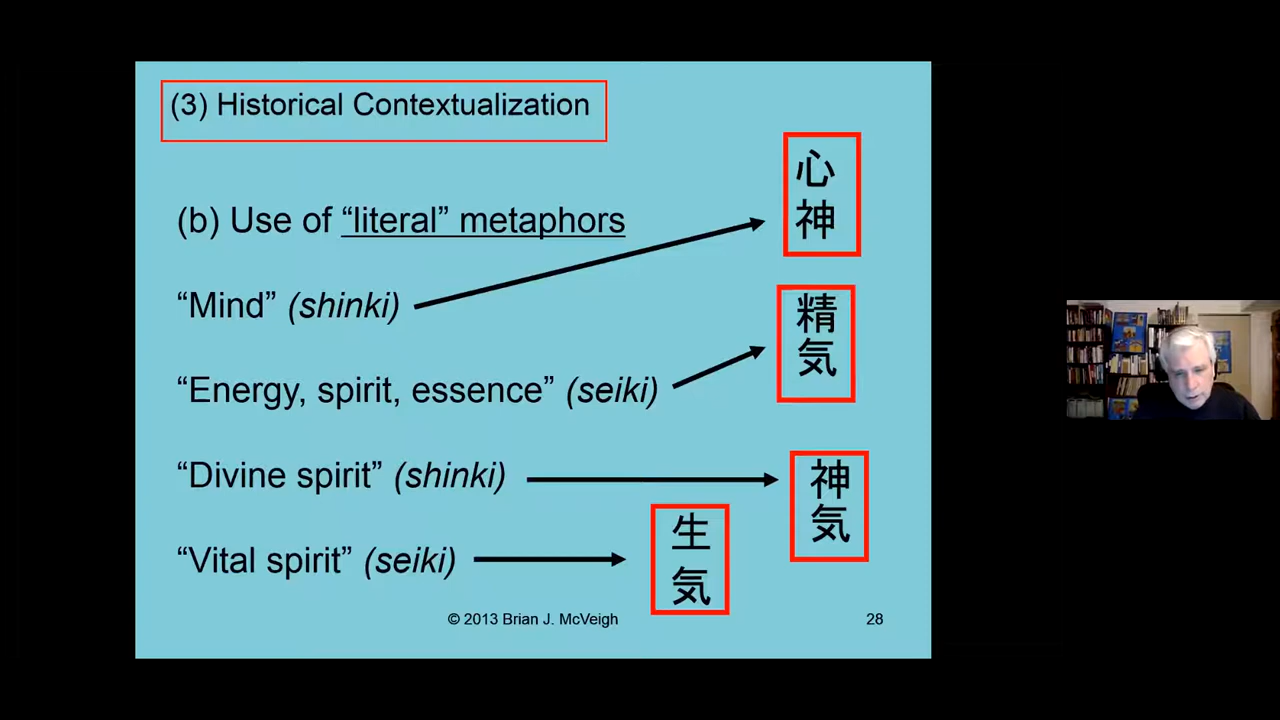 (3) Historical Contextualization
(b) Use of “literal” metaphors
“Mind” (shinki)
心
神
“Energy, spirit, essence” (seiki)
精
気
“Divine spirit” (shinki)
神
気
“Vital spirit” (seiki)
生
気
© 2013 Brian J. McVeigh
28